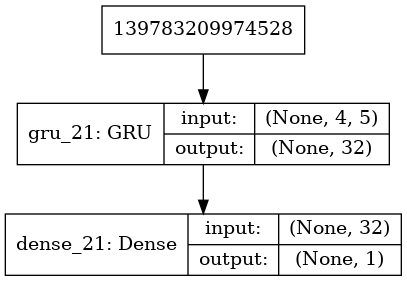 139783209974528
gru_21: GRU
input:
(None, 4, 5)
output:
(None, 32)
dense_21: Dense
input:
(None, 32)
output:
(None, 1)